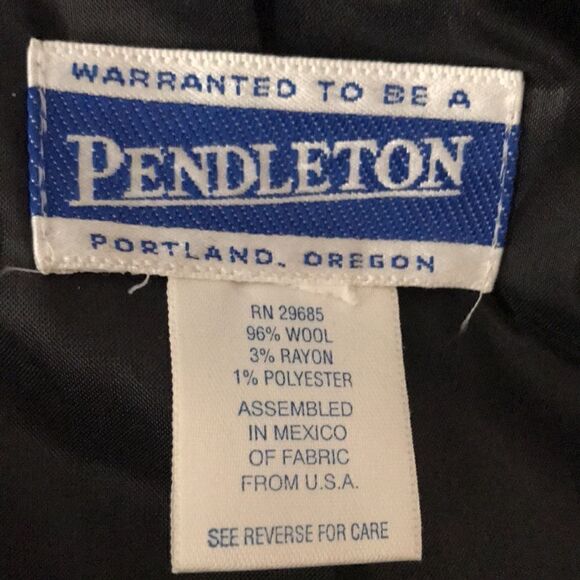 WARRANTED TO BE A
PENDLETON
PORTLAND, OREGON
RN 29685
96% WOOL
3% RAYON
1% POLYESTER
ASSEMBLED
IN MEXICO
OF FABRIC
FROM U.S.A.
SEE REVERSE FOR CARE